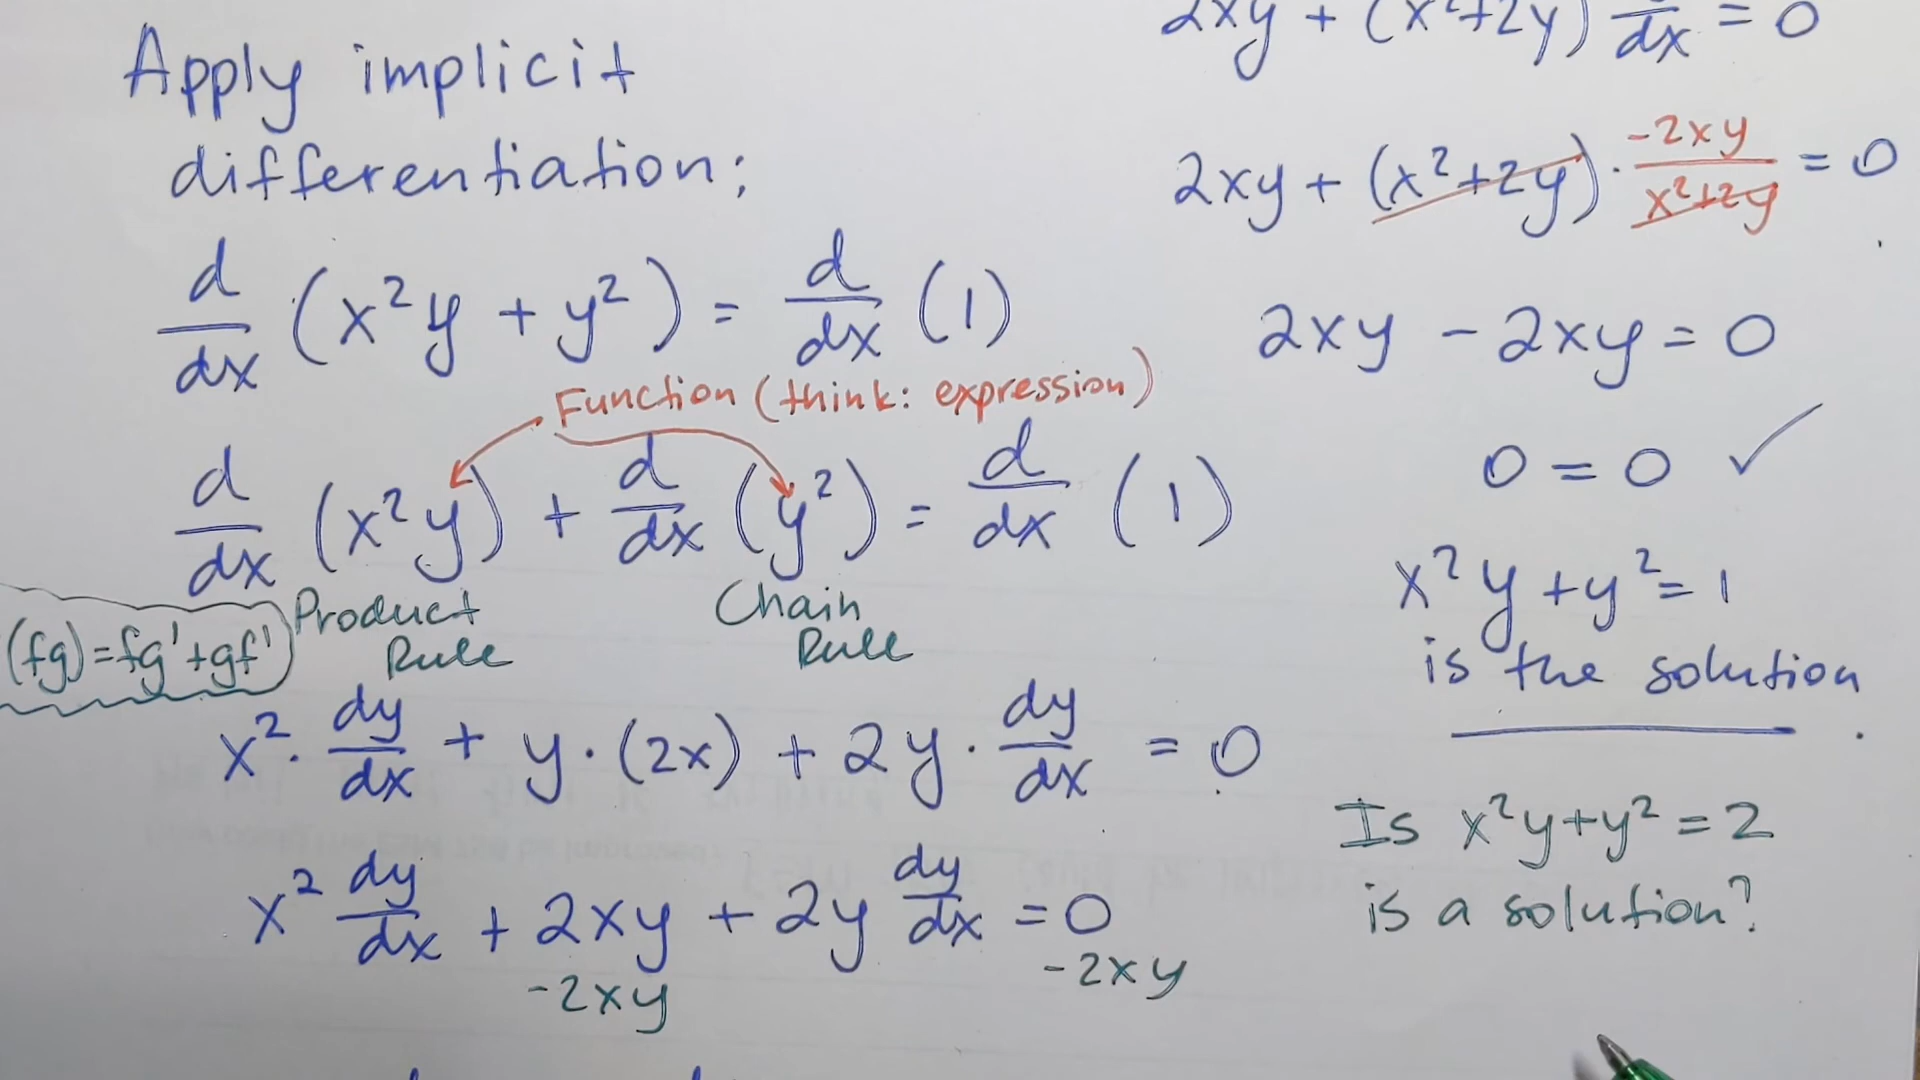 Apply implicit
differentiation:
d/dx (x²y + y²) = d/dx (1)
Function (think: expression)
d/dx (x²y) + d/dx (y²) = d/dx (1)
Product Rule
Chain Rule
(fg)=fg'+gf'
x² · dy/dx + y · (2x) + 2y · dy/dx = 0
x² dy/dx + 2xy + 2y dy/dx = 0
-2xy
-2xy
2xy + (x²+2y) dx = 0
2xy + (x²+2y) · -2xy/x²+2y = 0
2xy - 2xy = 0
0 = 0 ✓
x²y + y² = 1
is the solution
Is x²y+y² = 2
is a solution?